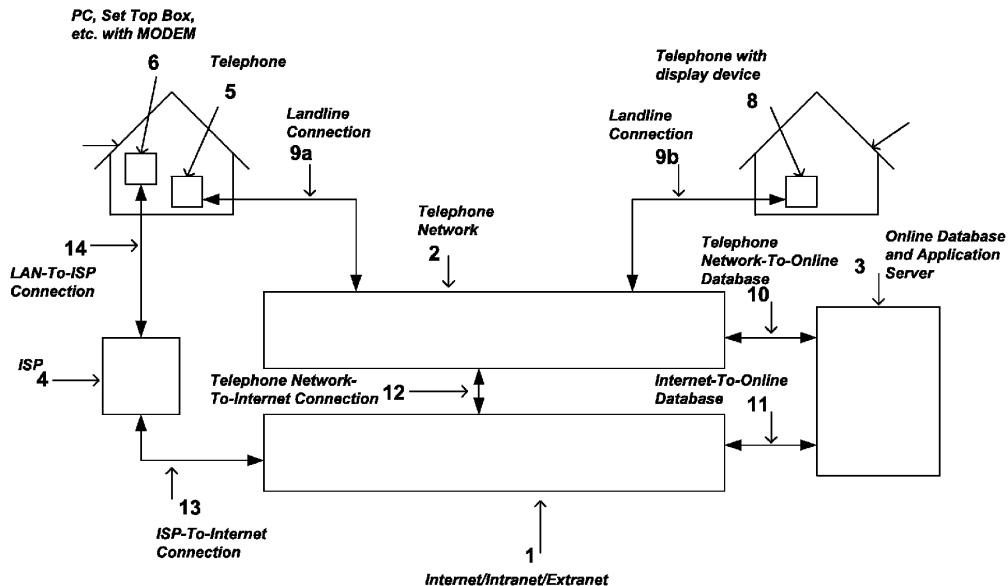 PC, Set Top Box,
etc. with MODEM
6
Telephone
5
Landline
Connection
9a
Landline
Connection
9b
Telephone with
display device
8
14
LAN-To-ISP
Connection
Telephone
Network
2
Telephone
Network-To-Online
Database
10
Online Database
and Application
Server
3
ISP
4
Telephone Network-
To-Internet Connection
12
Internet-To-Online
Database
11
13
ISP-To-Internet
Connection
1
Internet/Intranet/Extranet